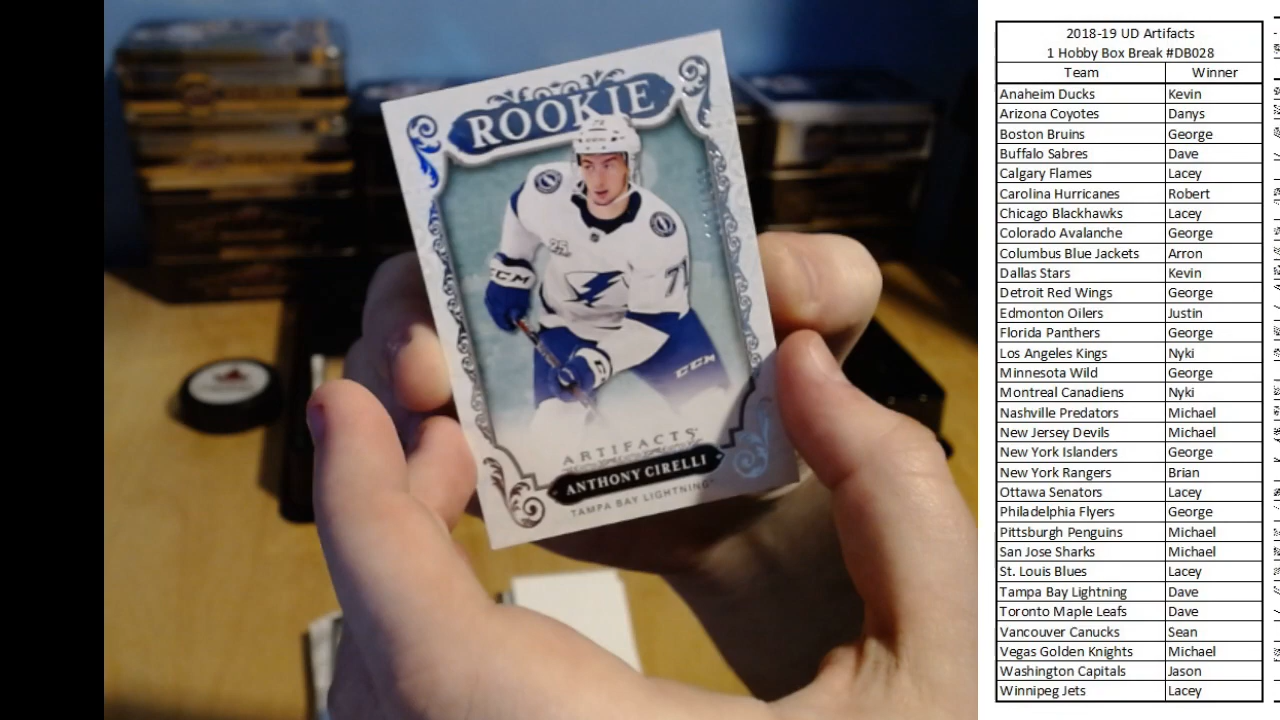 ROOKIE
71
CCM
CCM
ARTIFACTS
ANTHONY CIRELLI
TAMPA BAY LIGHTNING
2018-19 UD Artifacts
1 Hobby Box Break #DB028
Team Winner
Anaheim Ducks Kevin
Arizona Coyotes Danys
Boston Bruins George
Buffalo Sabres Dave
Calgary Flames Lacey
Carolina Hurricanes Robert
Chicago Blackhawks Lacey
Colorado Avalanche George
Columbus Blue Jackets Arron
Dallas Stars Kevin
Detroit Red Wings George
Edmonton Oilers Justin
Florida Panthers George
Los Angeles Kings Nyki
Minnesota Wild George
Montreal Canadiens Nyki
Nashville Predators Michael
New Jersey Devils Michael
New York Islanders George
New York Rangers Brian
Ottawa Senators Lacey
Philadelphia Flyers George
Pittsburgh Penguins Michael
San Jose Sharks Michael
St. Louis Blues Lacey
Tampa Bay Lightning Dave
Toronto Maple Leafs Dave
Vancouver Canucks Sean
Vegas Golden Knights Michael
Washington Capitals Jason
Winnipeg Jets Lacey